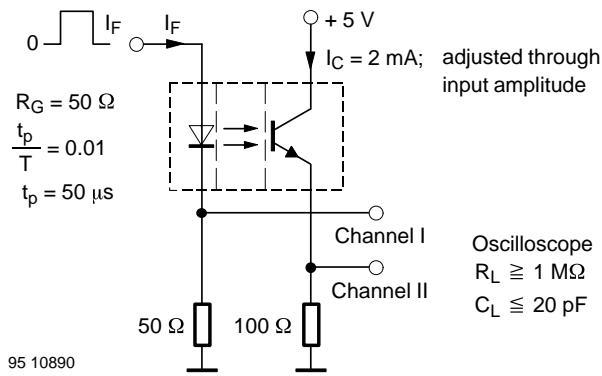 0
I_F
I_F
+ 5 V
I_C = 2 mA; adjusted through
input amplitude
R_G = 50 Ω
t_p
T
= 0.01
t_p = 50 μs
Channel I
Channel II
Oscilloscope
R_L ≧ 1 MΩ
C_L ≦ 20 pF
50 Ω
100 Ω
95 10890